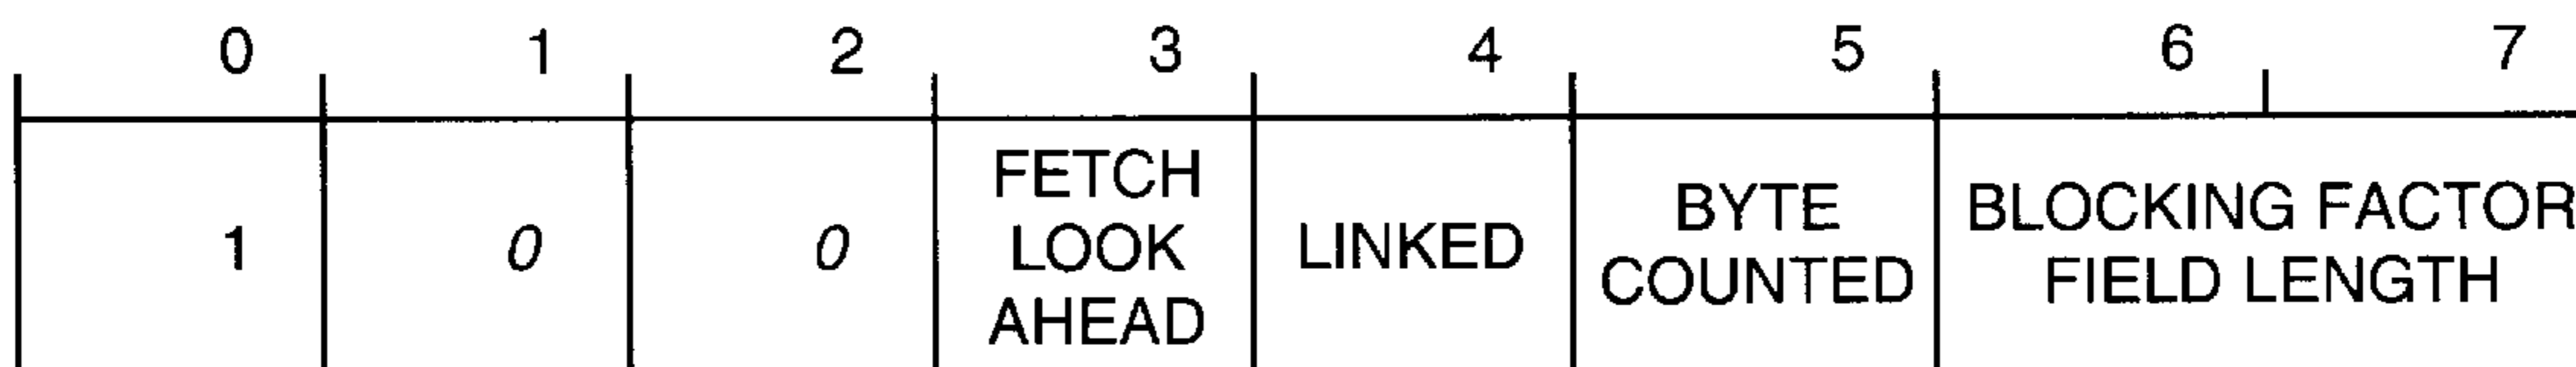 0 1 2 3 4 5 6 7
1 0 0 FETCH LOOK AHEAD LINKED BYTE COUNTED BLOCKING FACTOR FIELD LENGTH